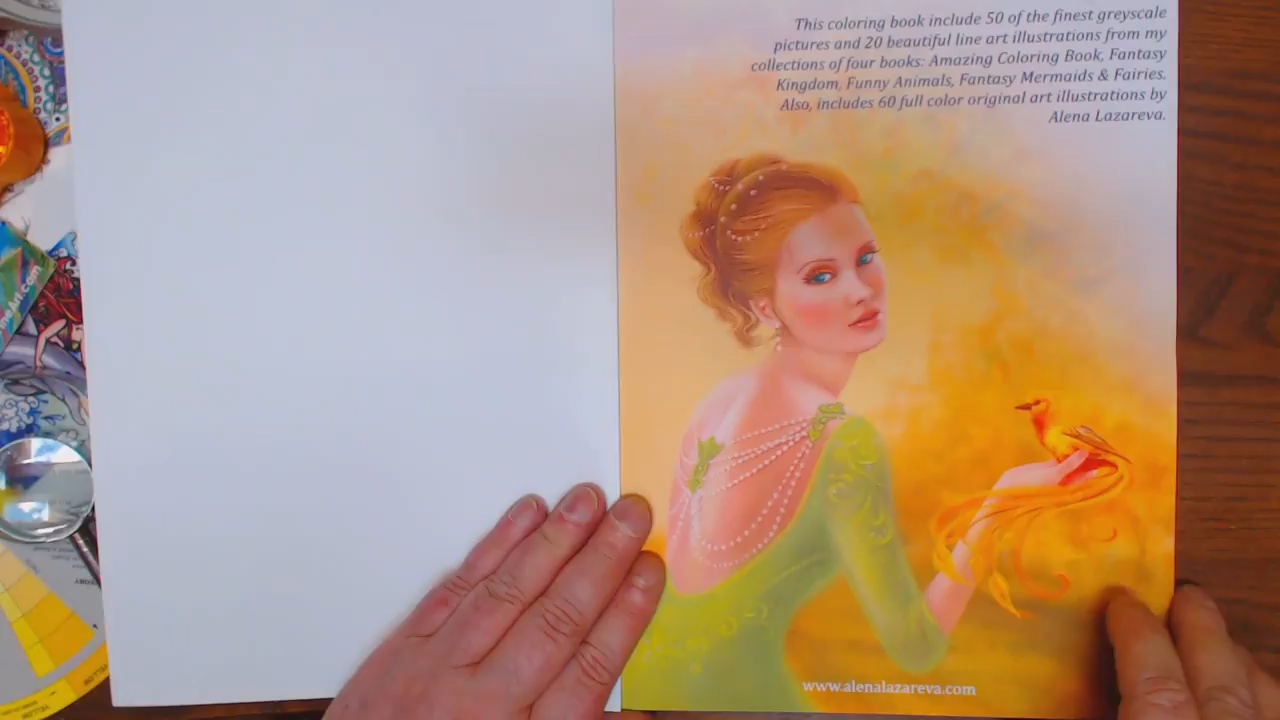 This coloring book include 50 of the finest greyscale
pictures and 20 beautiful line art illustrations from my
collections of four books: Amazing Coloring Book, Fantasy
Kingdom, Funny Animals, Fantasy Mermaids & Fairies.
Also, includes 60 full color original art illustrations by
Alena Lazareva.
www.alenalazareva.com
YELLOW